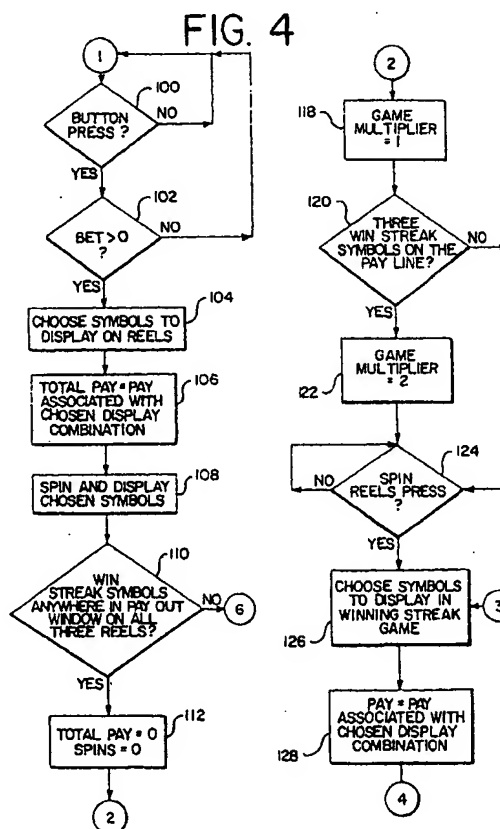 FIG. 4
1
100
BUTTON
PRESS ?
NO
YES
102
BET>0
?
NO
YES
104
CHOOSE SYMBOLS TO
DISPLAY ON REELS
106
TOTAL PAY=PAY
ASSOCIATED WITH
CHOSEN DISPLAY
COMBINATION
108
SPIN AND DISPLAY
CHOSEN SYMBOLS
110
WIN
STREAK SYMBOLS
ANYWHERE IN PAY OUT
WINDOW ON ALL
THREE REELS?
NO
6
YES
112
TOTAL PAY=0
SPINS=0
2
2
118
GAME
MULTIPLIER
= 1
120
THREE
WIN STREAK
SYMBOLS ON THE
PAY LINE?
NO
YES
GAME
MULTIPLIER
= 2
122
124
SPIN
REELS PRESS
?
NO
YES
CHOOSE SYMBOLS
TO DISPLAY IN
WINNING STREAK
GAME
126
3
PAY=PAY
ASSOCIATED WITH
CHOSEN DISPLAY
COMBINATION
128
4